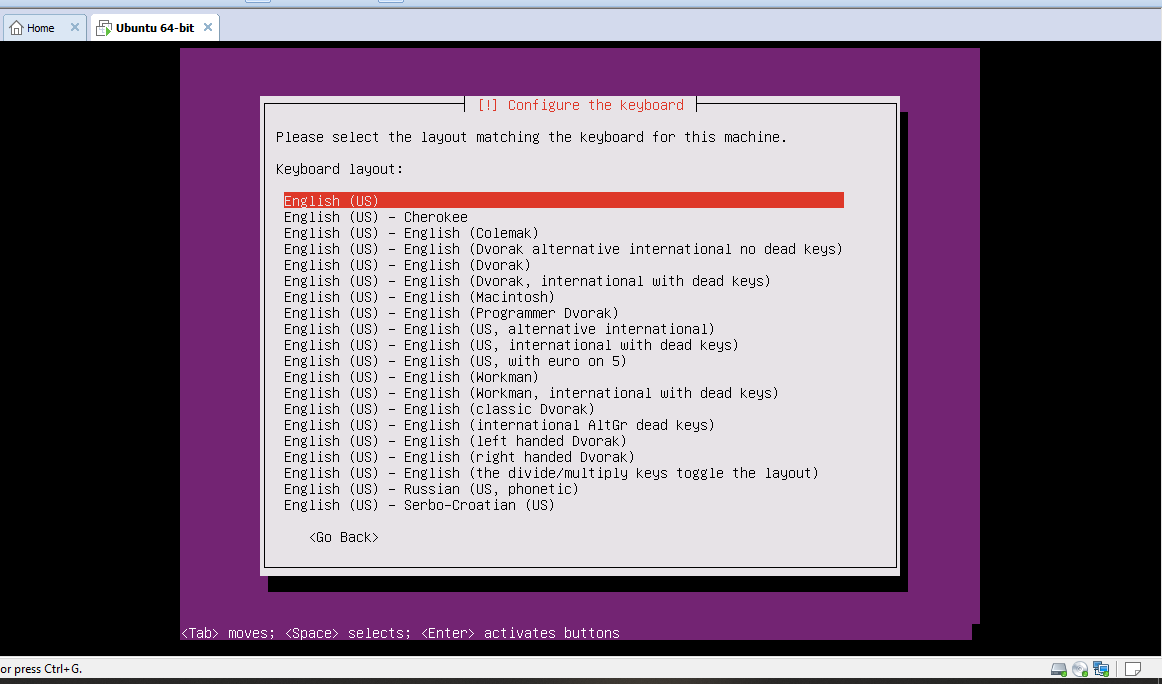 Home
Ubuntu 64-bit
[!] Configure the keyboard
Please select the layout matching the keyboard for this machine.
Keyboard layout:
English (US)
English (US) - Cherokee
English (US) - English (Colemak)
English (US) - English (Dvorak alternative international no dead keys)
English (US) - English (Dvorak)
English (US) - English (Dvorak, international with dead keys)
English (US) - English (Macintosh)
English (US) - English (Programmer Dvorak)
English (US) - English (US, alternative international)
English (US) - English (US, international with dead keys)
English (US) - English (US, with euro on 5)
English (US) - English (Workman)
English (US) - English (Workman, international with dead keys)
English (US) - English (classic Dvorak)
English (US) - English (international AltGr dead keys)
English (US) - English (left handed Dvorak)
English (US) - English (right handed Dvorak)
English (US) - English (the divide/multiply keys toggle the layout)
English (US) - Russian (US, phonetic)
English (US) - Serbo-Croatian (US)
<Go Back>
<Tab> moves; <Space> selects; <Enter> activates buttons
or press Ctrl+G.